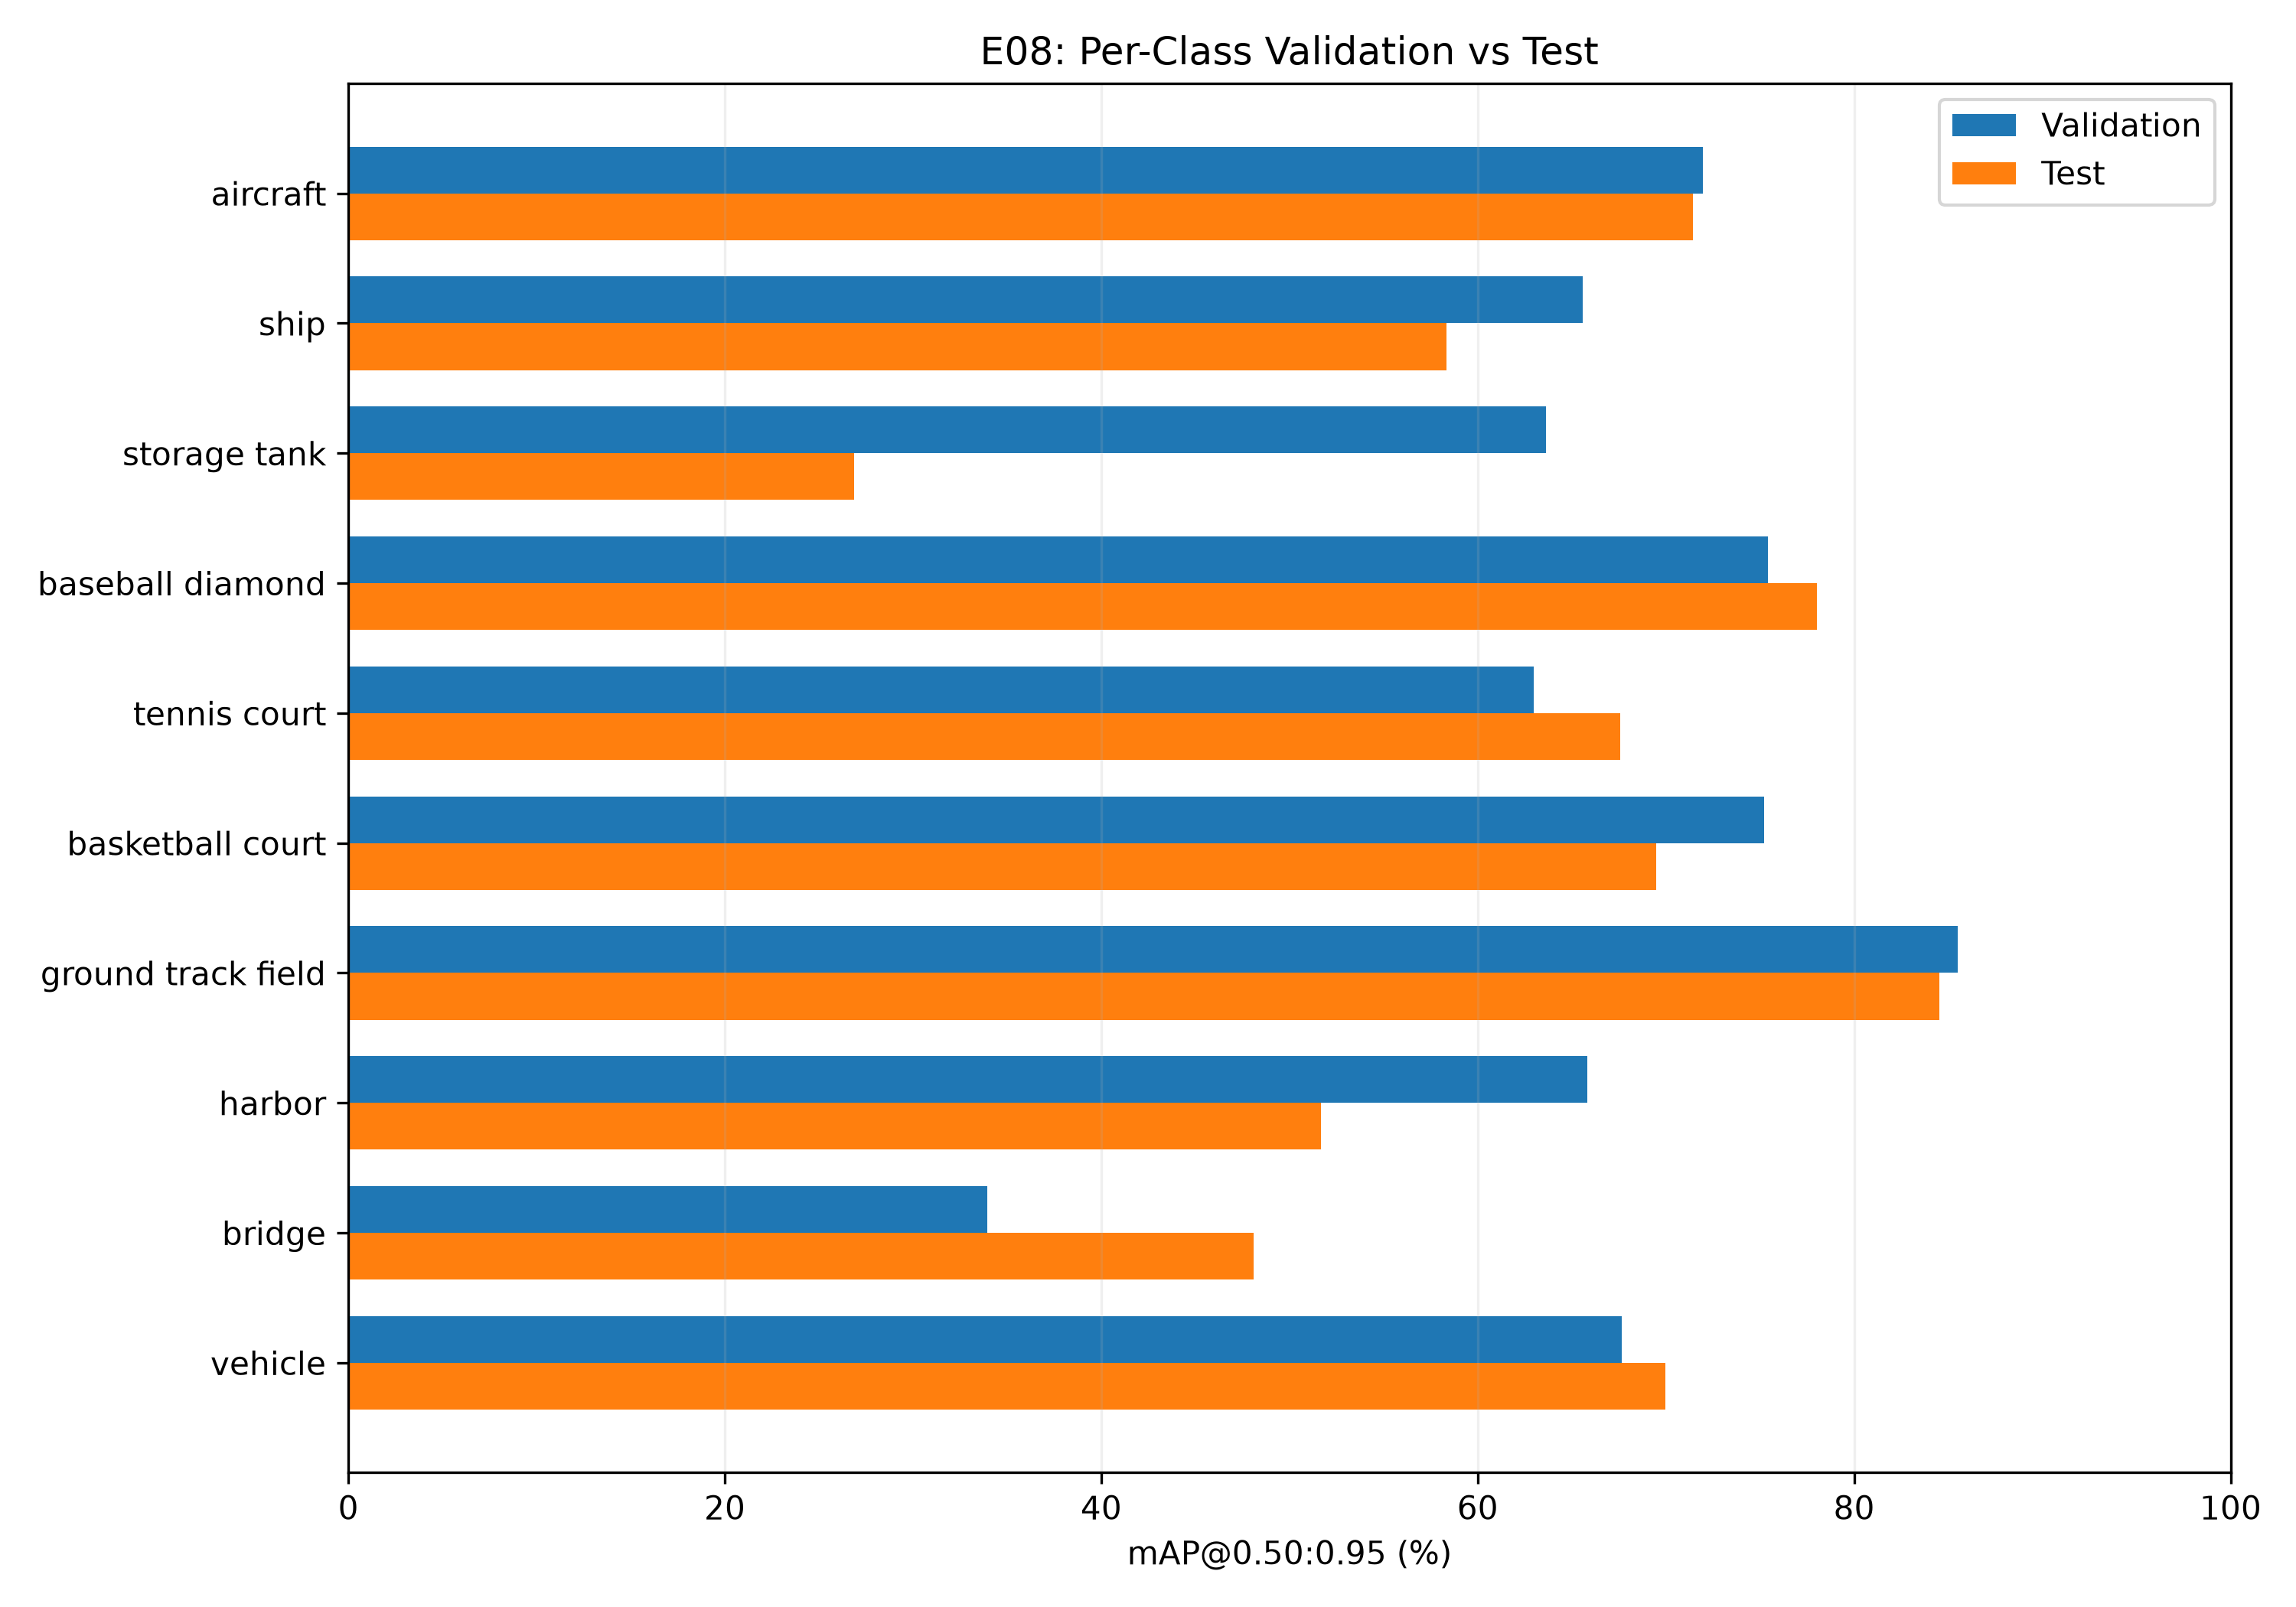 E08: Per-Class Validation vs Test
Validation
Test
aircraft
ship
storage tank
baseball diamond
tennis court
basketball court
ground track field
harbor
bridge
vehicle
0 20 40 60 80 100
mAP@0.50:0.95 (%)